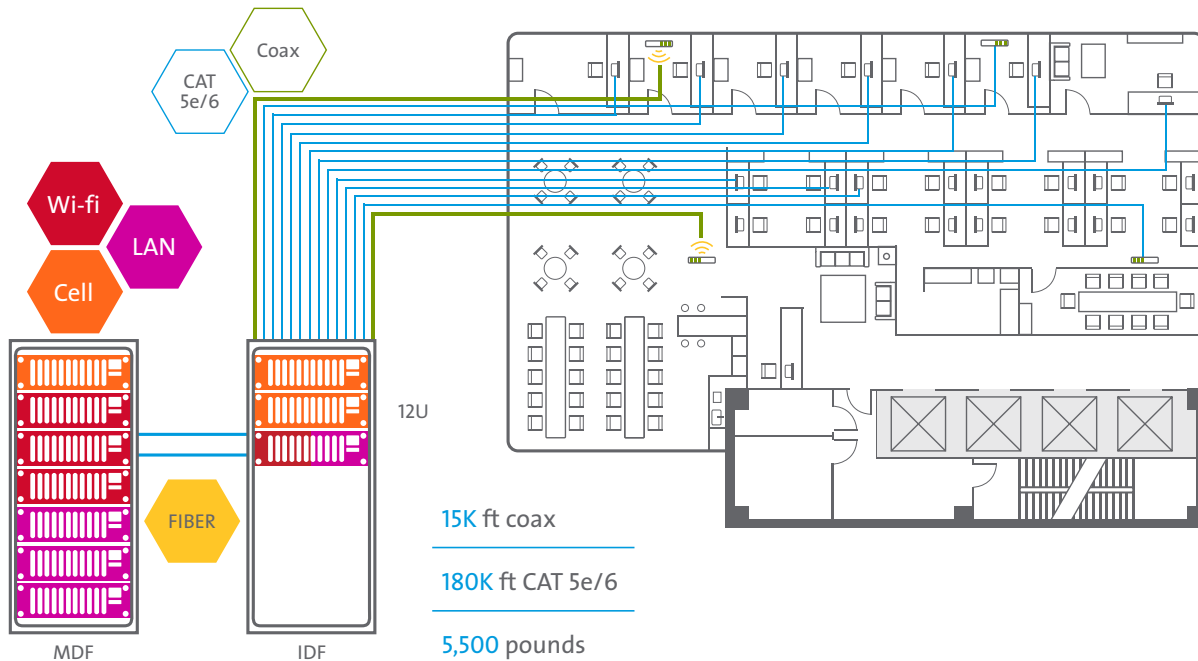 Coax
CAT
5e/6
Wi-fi
LAN
Cell
12U
FIBER
15K ft coax
180K ft CAT 5e/6
5,500 pounds
MDF
IDF